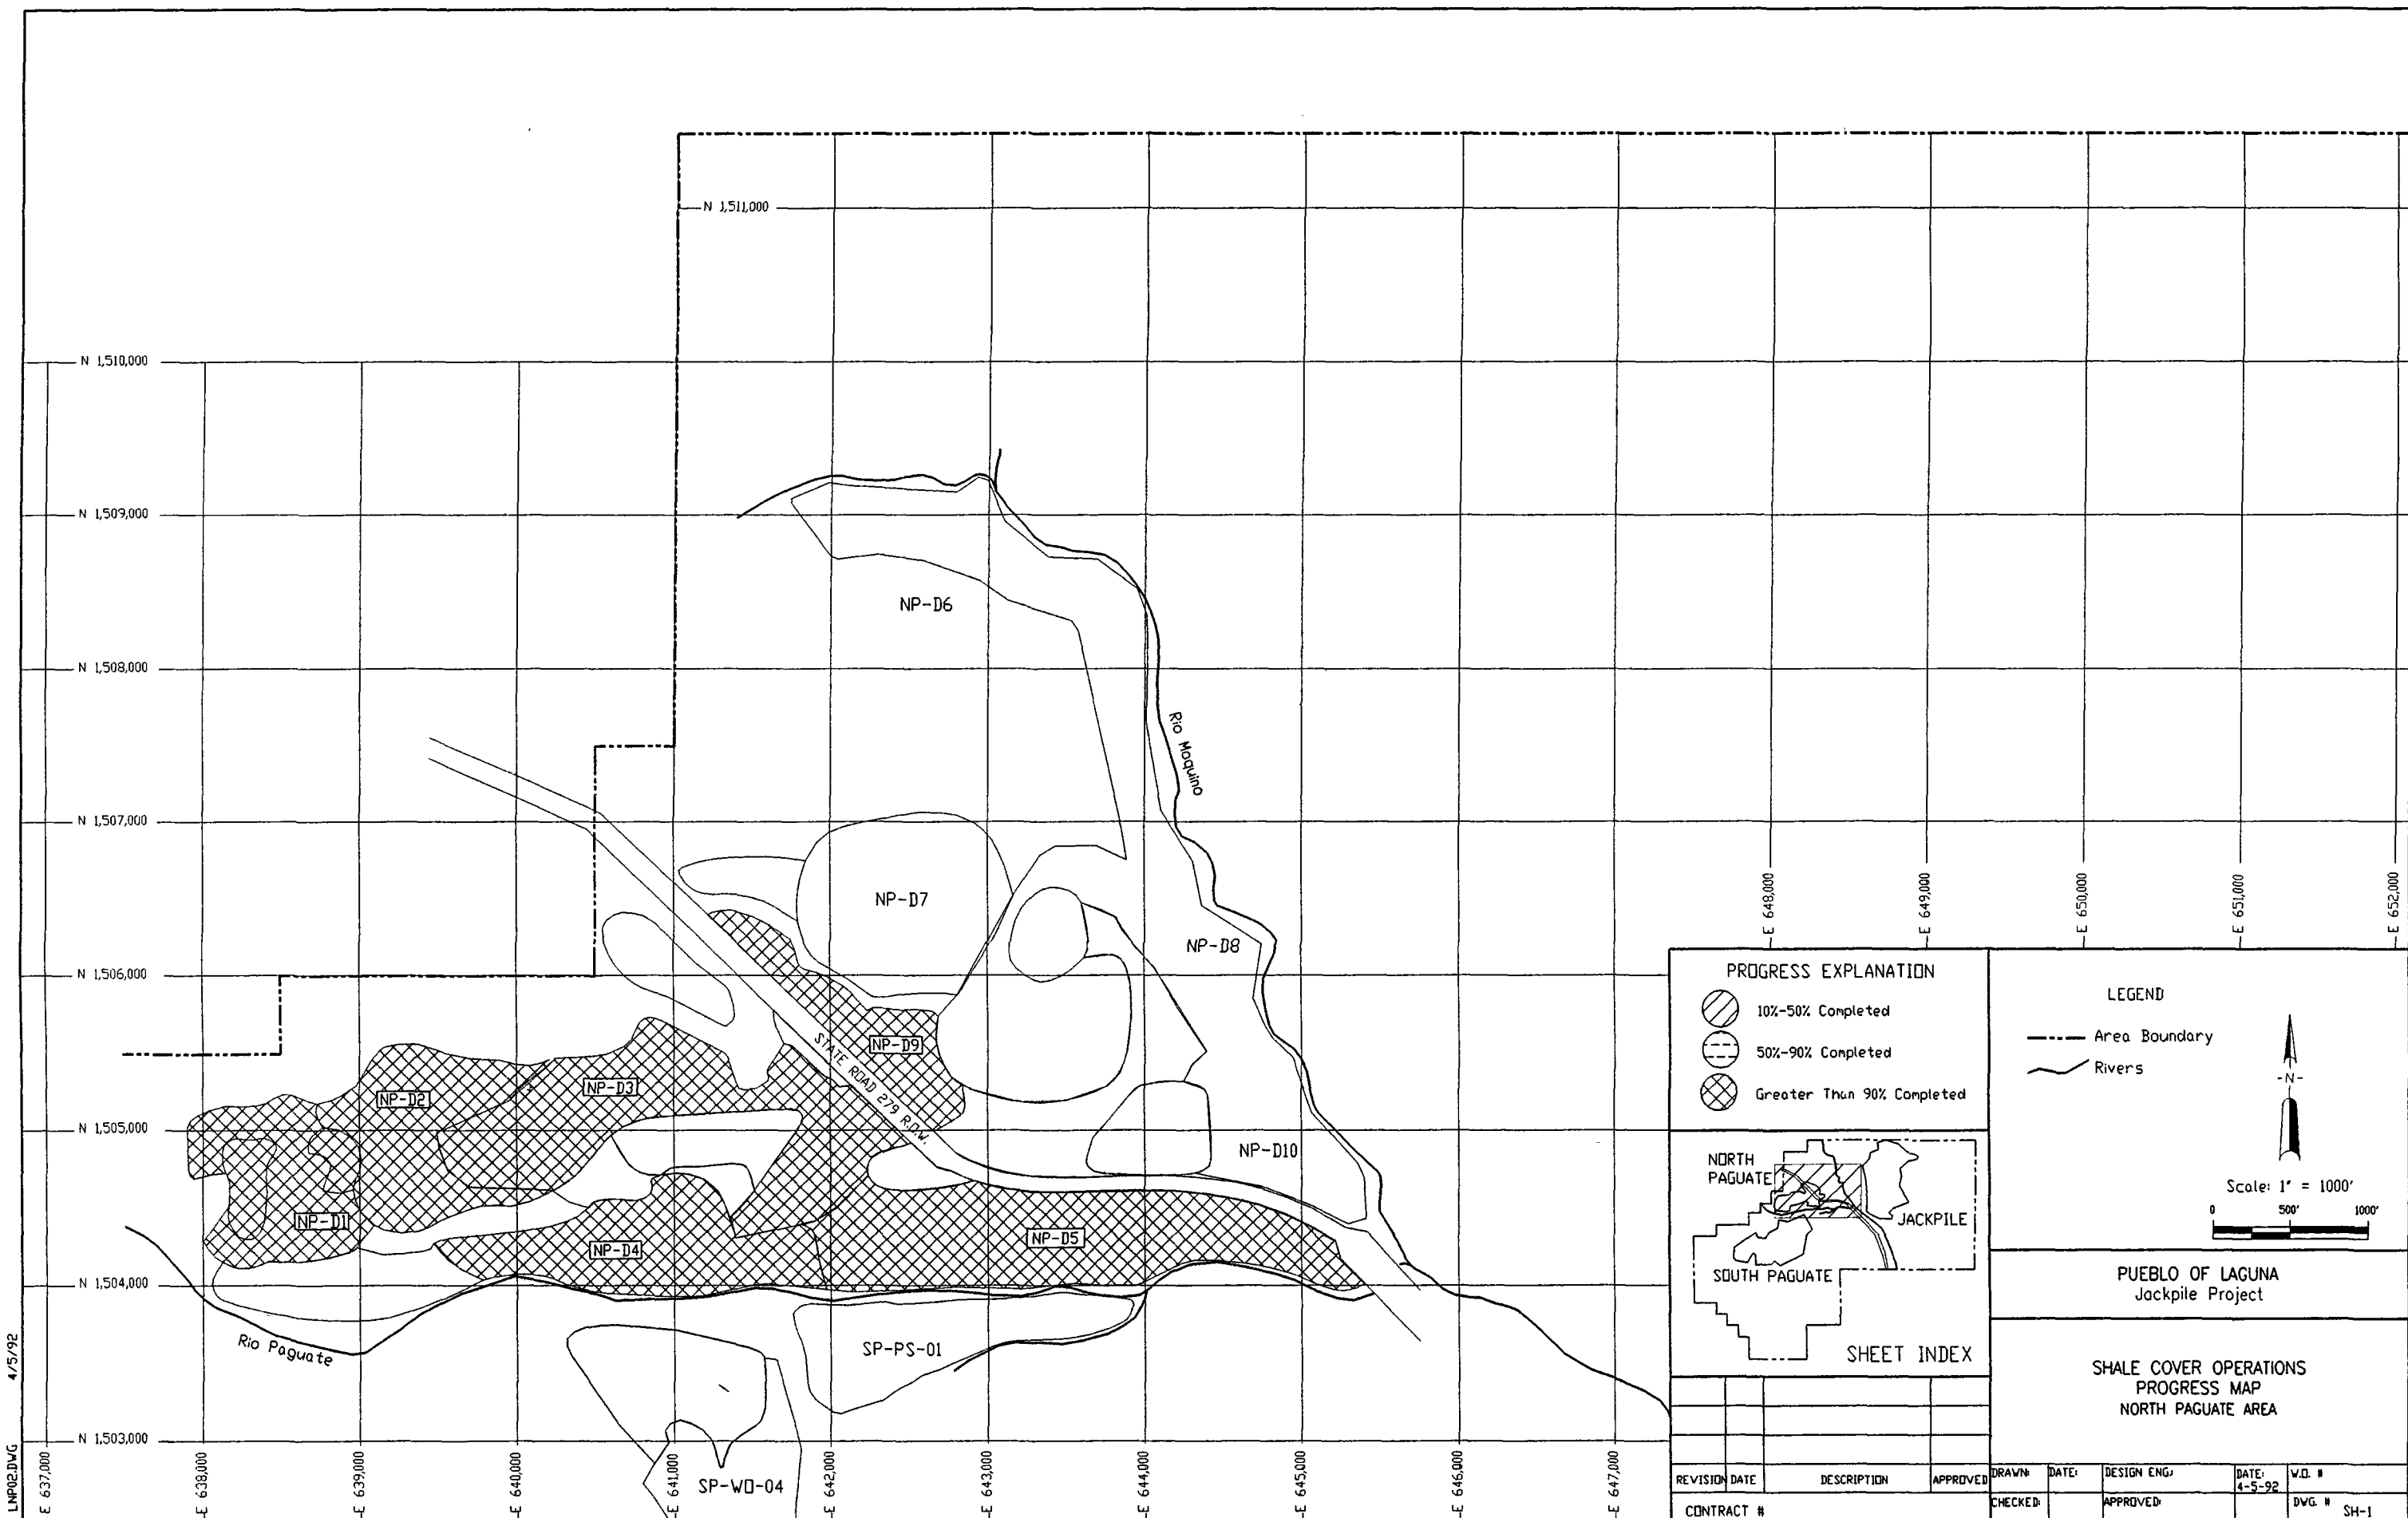 N 1,511,000
N 1,510,000
N 1,509,000
NP-D6
N 1,508,000
Rio Moquino
N 1,507,000
NP-D7
NP-D8
N 1,506,000
STATE ROAD 279 R.O.W.
NP-D9
NP-D3
NP-D2
N 1,505,000
NP-D10
NP-D1
NP-D4
NP-D5
N 1,504,000
Rio Paguate
SP-PS-01
N 1,503,000
SP-WD-04
E 637,000
E 638,000
E 639,000
E 640,000
E 641,000
E 642,000
E 643,000
E 644,000
E 645,000
E 646,000
E 647,000
E 648,000
E 649,000
E 650,000
E 651,000
E 652,000
LNP02.DWG 4/5/92
PROGRESS EXPLANATION
10%-50% Completed
50%-90% Completed
Greater Than 90% Completed
LEGEND
Area Boundary
Rivers
-N-
Scale: 1" = 1000'
0 500' 1000'
NORTH
PAGUATE
JACKPILE
SOUTH PAGUATE
SHEET INDEX
PUEBLO OF LAGUNA
Jackpile Project
SHALE COVER OPERATIONS
PROGRESS MAP
NORTH PAGUATE AREA
REVISION DATE DESCRIPTION APPROVED
CONTRACT #
DRAWN: DATE: DESIGN ENG: DATE: 4-5-92 W.O. #
CHECKED: APPROVED: DWG. # SH-1